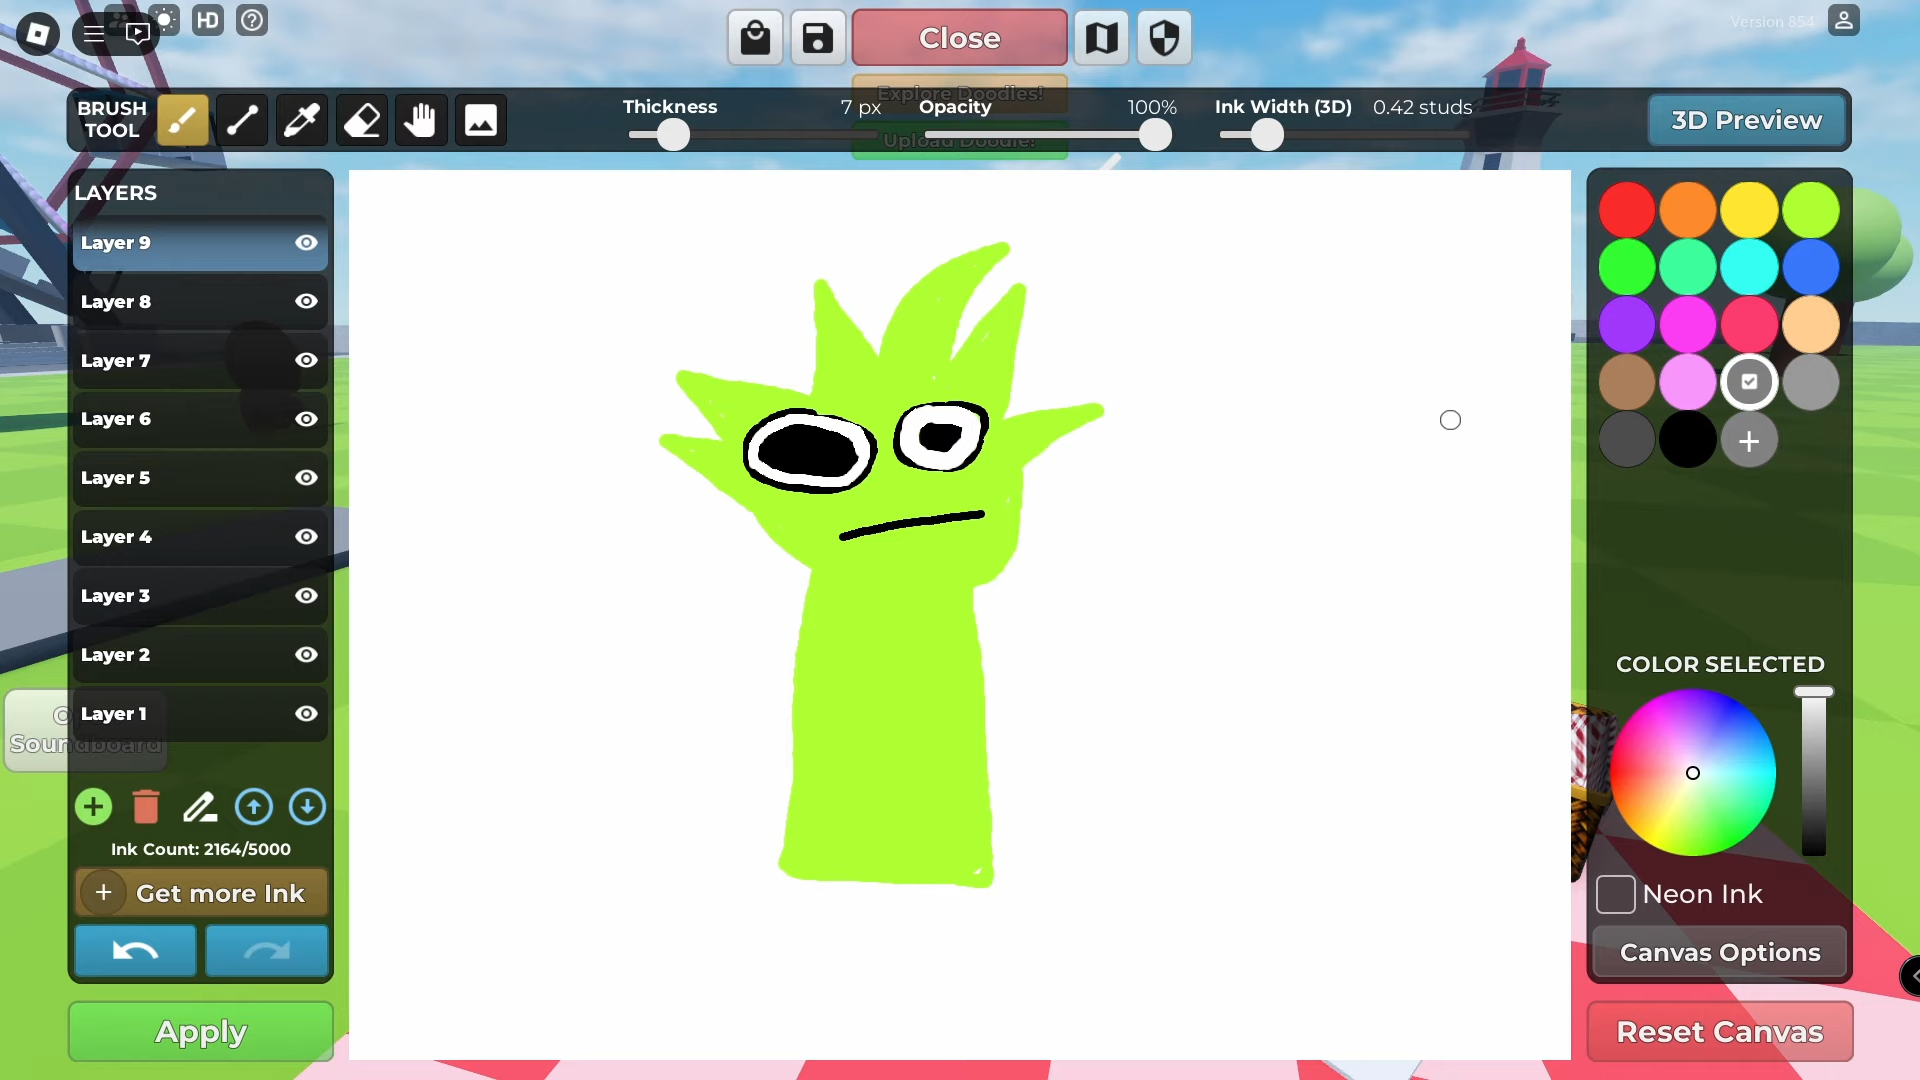 HD
Close
Version 854
Explore Doodles!
BRUSH
TOOL
Thickness
7 px
Opacity
100%
Ink Width (3D)
0.42 studs
3D Preview
Upload Doodle!
LAYERS
Layer 9
Layer 8
Layer 7
Layer 6
Layer 5
Layer 4
Layer 3
Layer 2
Layer 1
Soundboard
Ink Count: 2164/5000
Get more Ink
Apply
COLOR SELECTED
Neon Ink
Canvas Options
Reset Canvas